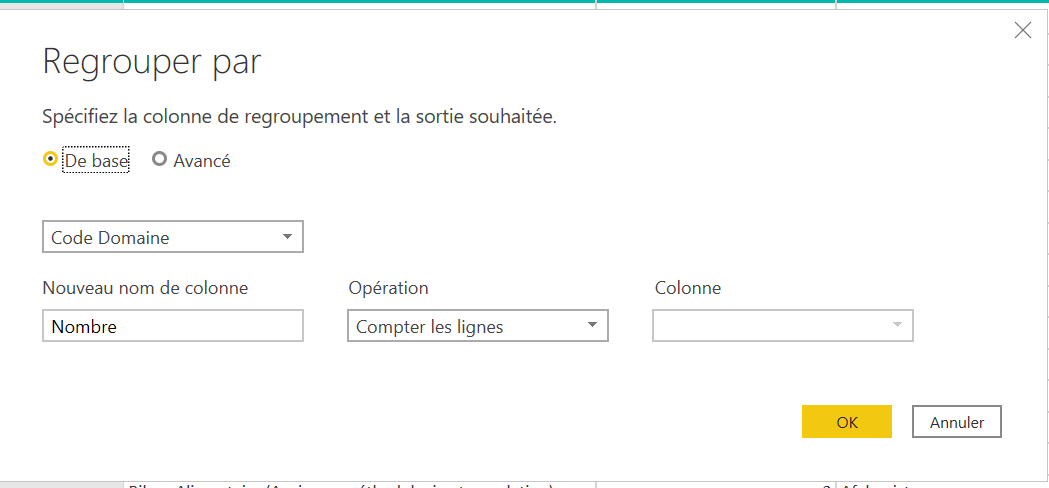 Regrouper par
Spécifiez la colonne de regroupement et la sortie souhaitée.
De base Avancé
Code Domaine
Nouveau nom de colonne Opération Colonne
Nombre Compter les lignes
OK Annuler